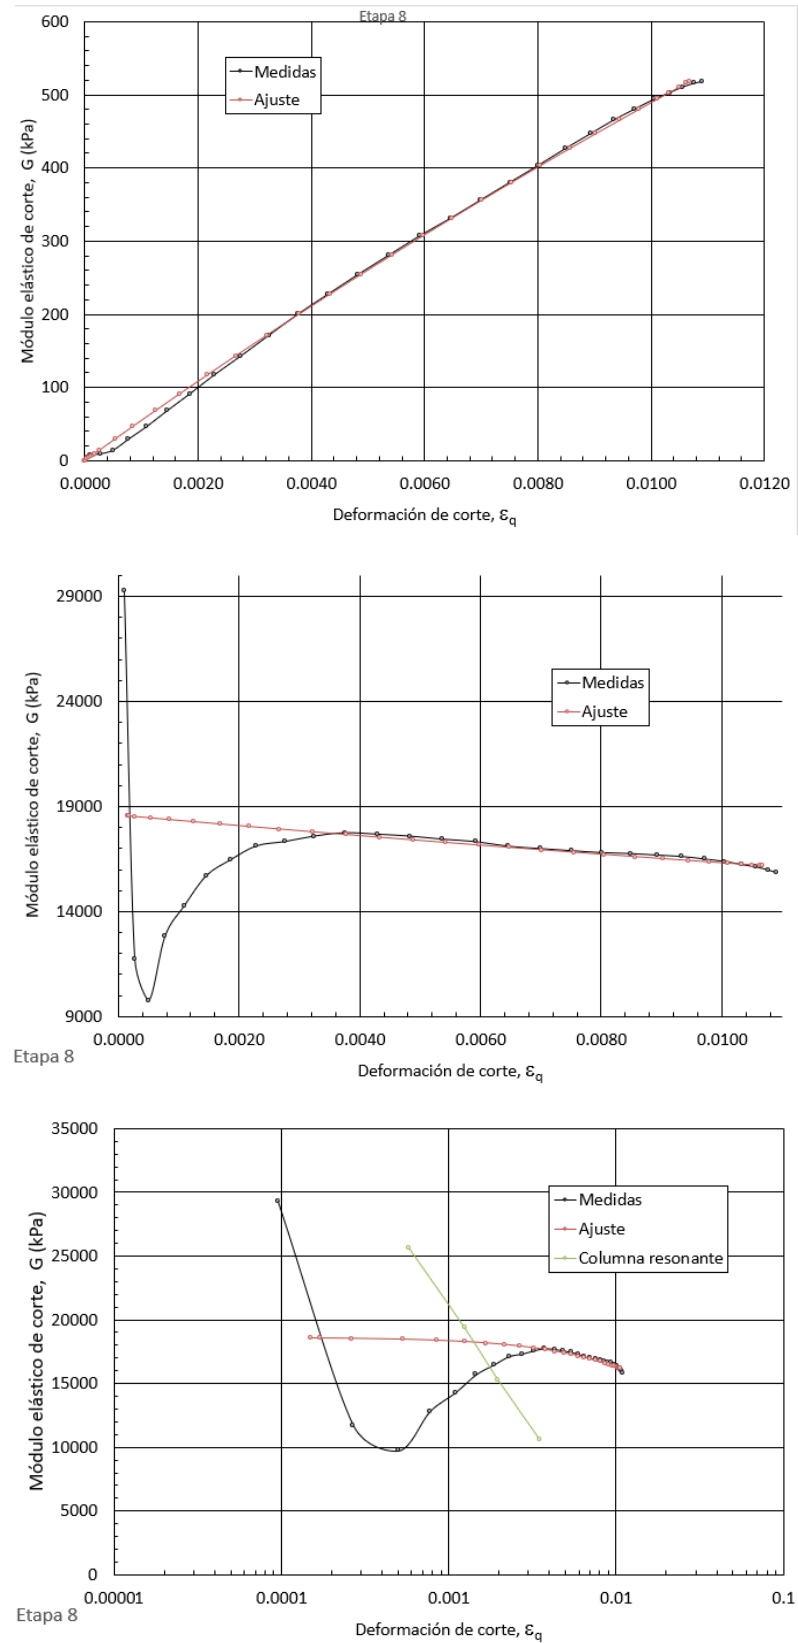 Etapa 8
600
500
400
300
200
100
0
Módulo elástico de corte, G (kPa)
Medidas
Ajuste
0.0000 0.0020 0.0040 0.0060 0.0080 0.0100 0.0120
Deformación de corte, εq
29000
24000
19000
14000
9000
Módulo elástico de corte, G (kPa)
Medidas
Ajuste
0.0000 0.0020 0.0040 0.0060 0.0080 0.0100
Etapa 8
Deformación de corte, εq
35000
30000
25000
20000
15000
10000
5000
0
Módulo elástico de corte, G (kPa)
Medidas
Ajuste
Columna resonante
0.00001 0.0001 0.001 0.01 0.1
Etapa 8
Deformación de corte, εq